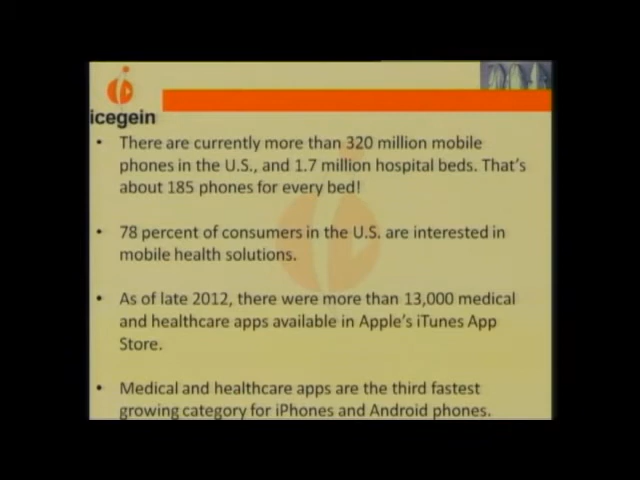 icegein
• There are currently more than 320 million mobile
phones in the U.S., and 1.7 million hospital beds. That's
about 185 phones for every bed!
• 78 percent of consumers in the U.S. are interested in
mobile health solutions.
• As of late 2012, there were more than 13,000 medical
and healthcare apps available in Apple's iTunes App
Store.
• Medical and healthcare apps are the third fastest
growing category for iPhones and Android phones.